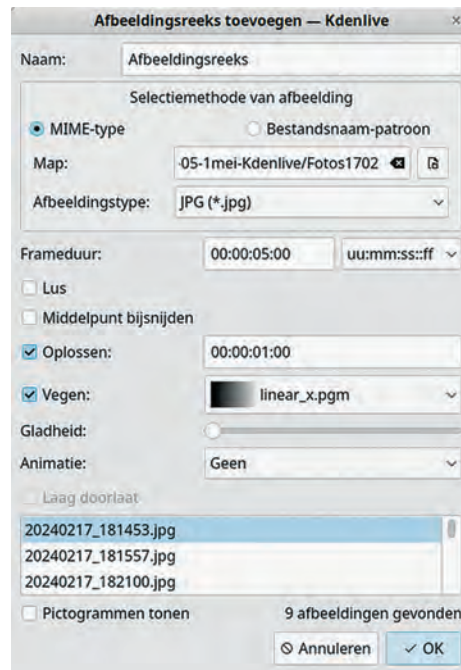 Afbeeldingsreeks toevoegen — Kdenlive
Naam: Afbeeldingsreeks
Selectiemethode van afbeelding
MIME-type Bestandsnaam-patroon
Map: 05-1mei-Kdenlive/Fotos1702
Afbeeldingstype: JPG (*.jpg)
Frameduur: 00:00:05:00 uu:mm:ss::ff
Lus
Middelpunt bijsnijden
Oplossen: 00:00:01:00
Vegen: linear_x.pgm
Gladheid:
Animatie: Geen
Laag doorlaat
20240217_181453.jpg
20240217_181557.jpg
20240217_182100.jpg
Pictogrammen tonen 9 afbeeldingen gevonden
Annuleren OK